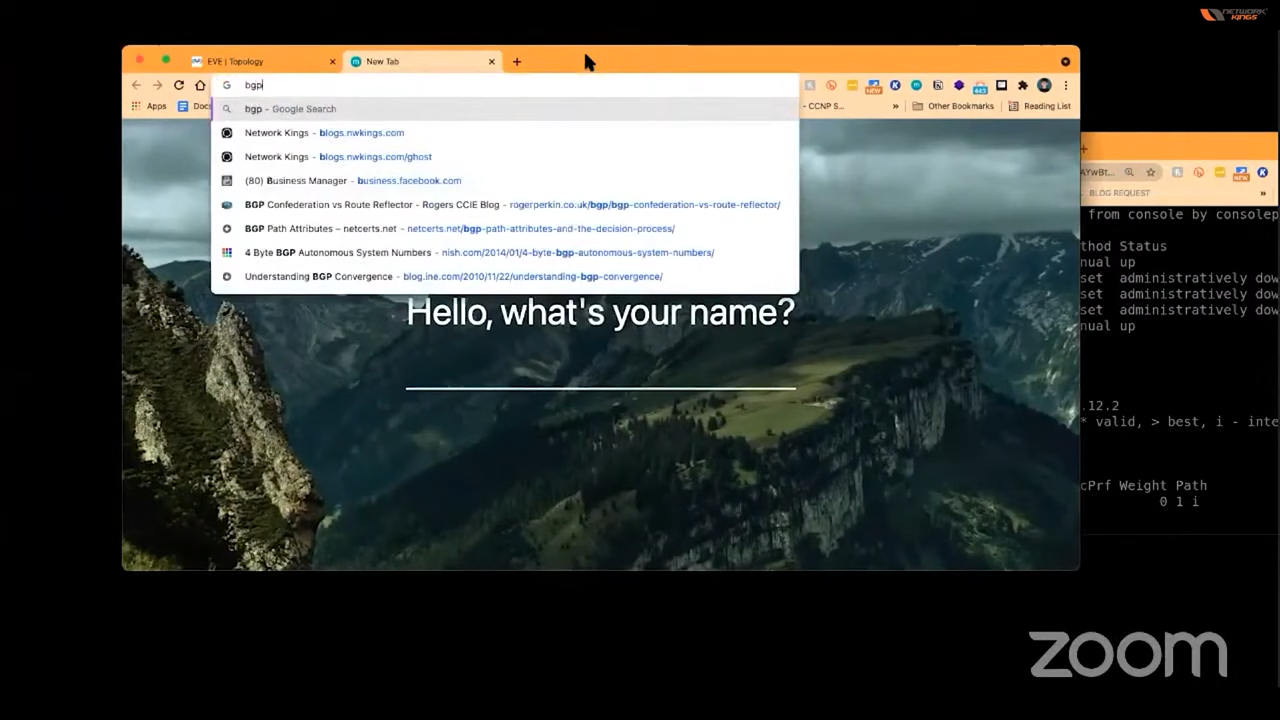 NETWORK
KINGS
EVE | Topology
New Tab
bgp
Apps
Docs
- CCNP S...
»
Other Bookmarks
Reading List
bgp - Google Search
Network Kings - blogs.nwkings.com
Network Kings - blogs.nwkings.com/ghost
(80) Business Manager - business.facebook.com
BGP Confederation vs Route Reflector - Rogers CCIE Blog - rogerperkin.co.uk/bgp/bgp-confederation-vs-route-reflector/
BGP Path Attributes – netcerts.net - netcerts.net/bgp-path-attributes-and-the-decision-process/
4 Byte BGP Autonomous System Numbers - nish.com/2014/01/4-byte-bgp-autonomous-system-numbers/
Understanding BGP Convergence - blog.ine.com/2010/11/22/understanding-bgp-convergence/
Hello, what's your name?
AYwBt...
BLOG REQUEST
»
from console by consolep
thod Status
nual up
set administratively dow
set administratively dow
set administratively dow
nual up
.12.2
* valid, > best, i - inte
cPrf Weight Path
0 1 i
zoom